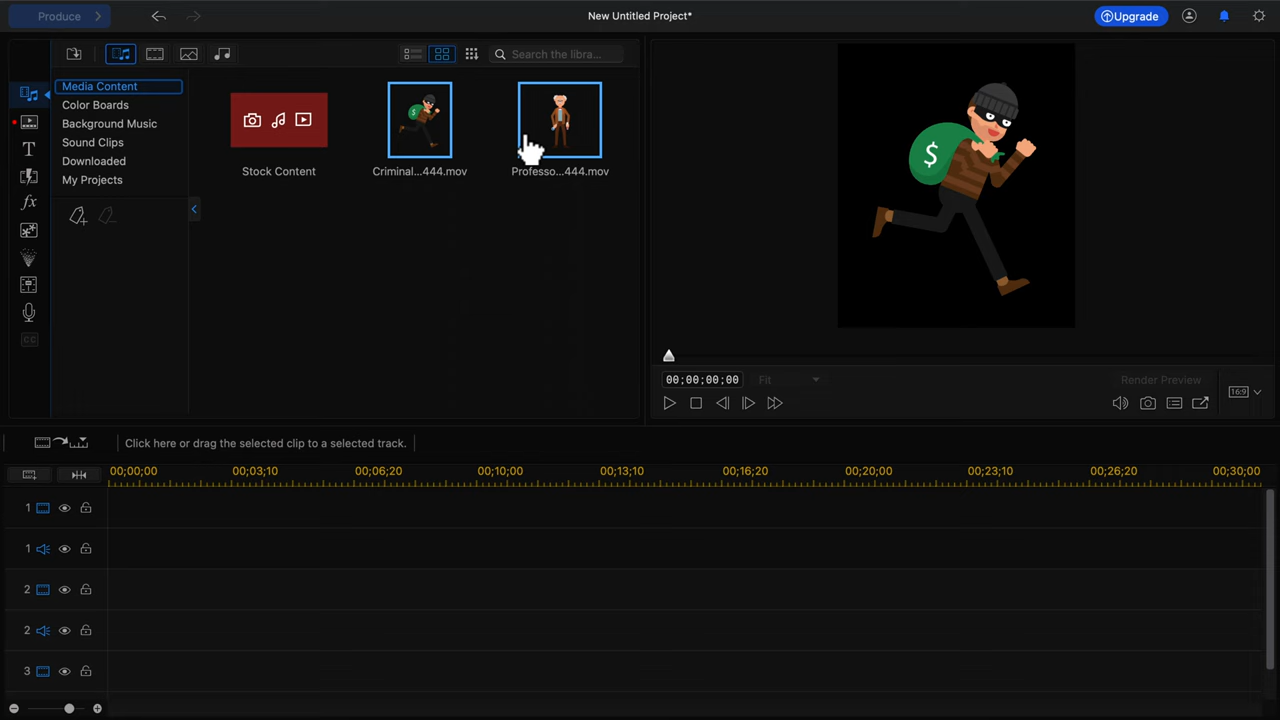 Produce
New Untitled Project*
Upgrade
Search the libra...
Media Content
Color Boards
Background Music
Sound Clips
Downloaded
My Projects
Stock Content
Criminal...444.mov
Professo...444.mov
$
$
00;00;00;00
Fit
Render Preview
16:9
Click here or drag the selected clip to a selected track.
00;00;00 00;03;10 00;06;20 00;10;00 00;13;10 00;16;20 00;20;00 00;23;10 00;26;20 00;30;00
1
1
2
2
3
T
fx
CC